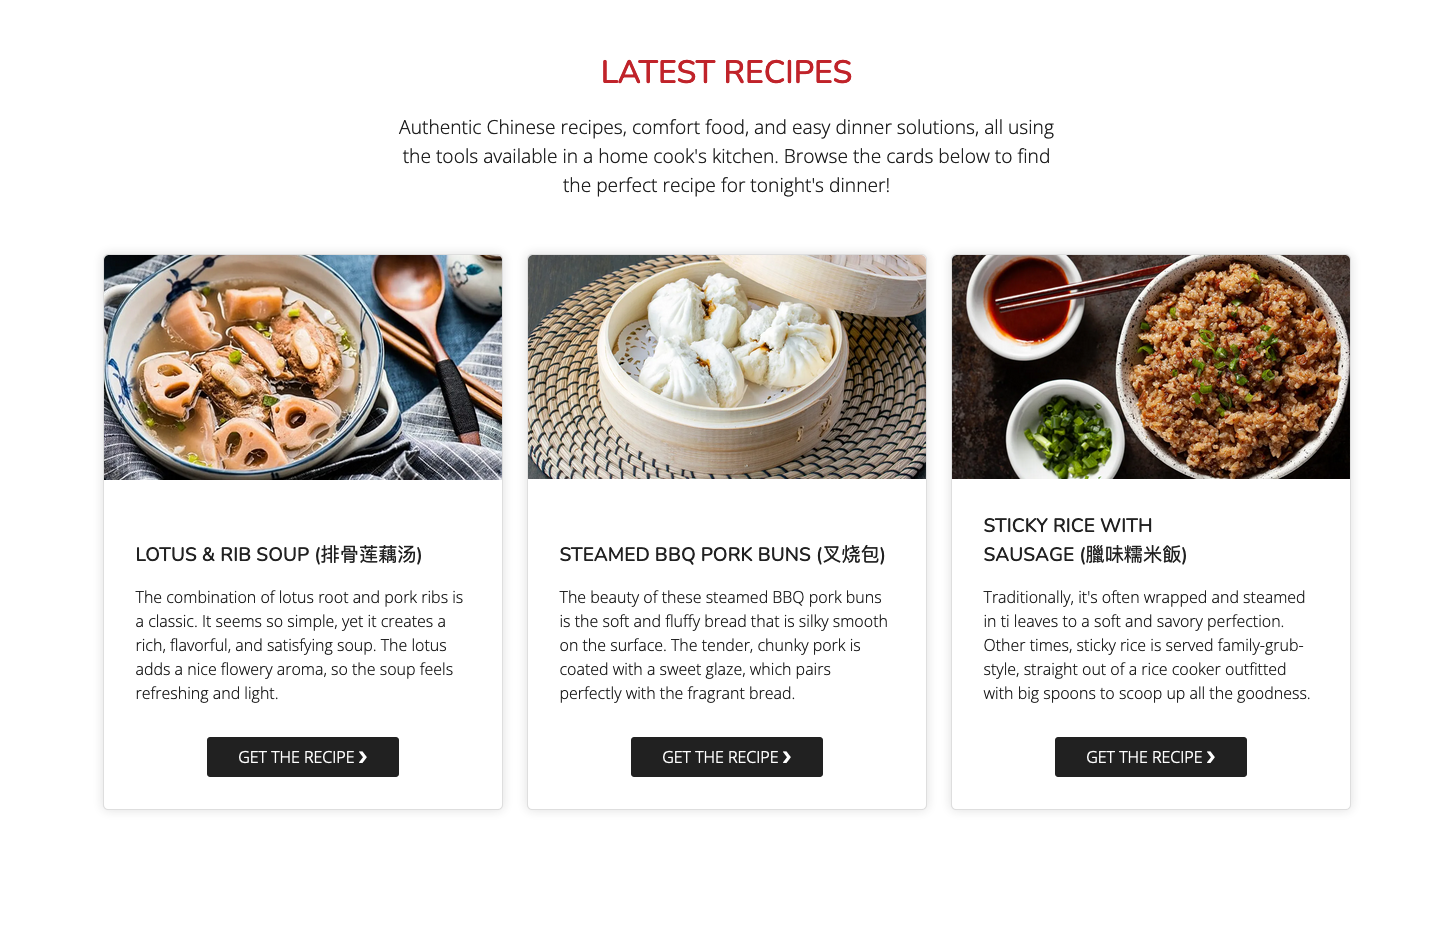 LATEST RECIPES
Authentic Chinese recipes, comfort food, and easy dinner solutions, all using
the tools available in a home cook's kitchen. Browse the cards below to find
the perfect recipe for tonight's dinner!
LOTUS & RIB SOUP (排骨莲藕汤)
The combination of lotus root and pork ribs is
a classic. It seems so simple, yet it creates a
rich, flavorful, and satisfying soup. The lotus
adds a nice flowery aroma, so the soup feels
refreshing and light.
GET THE RECIPE ❯
STEAMED BBQ PORK BUNS (叉烧包)
The beauty of these steamed BBQ pork buns
is the soft and fluffy bread that is silky smooth
on the surface. The tender, chunky pork is
coated with a sweet glaze, which pairs
perfectly with the fragrant bread.
GET THE RECIPE ❯
STICKY RICE WITH
SAUSAGE (臘味糯米飯)
Traditionally, it's often wrapped and steamed
in ti leaves to a soft and savory perfection.
Other times, sticky rice is served family-grub-
style, straight out of a rice cooker outfitted
with big spoons to scoop up all the goodness.
GET THE RECIPE ❯